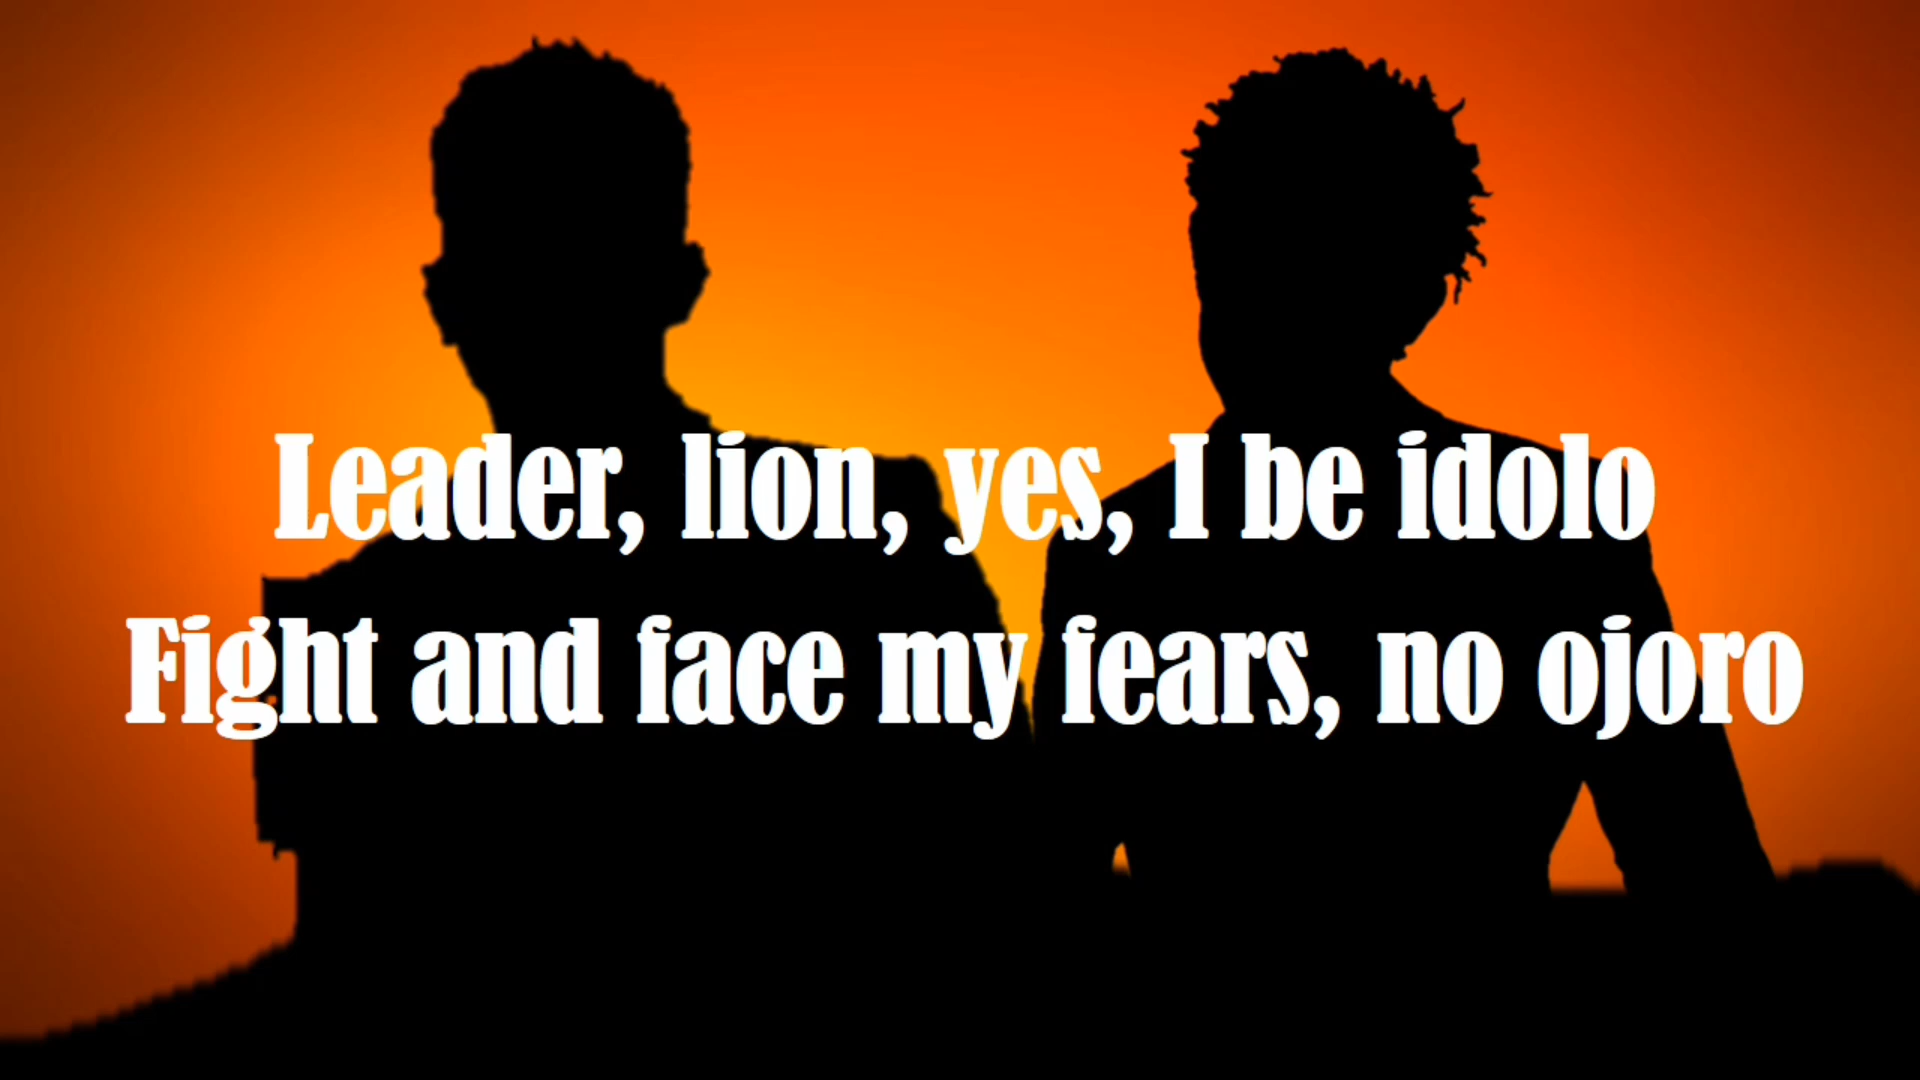 Leader, lion, yes, I be idolo
Fight and face my fears, no ojoro